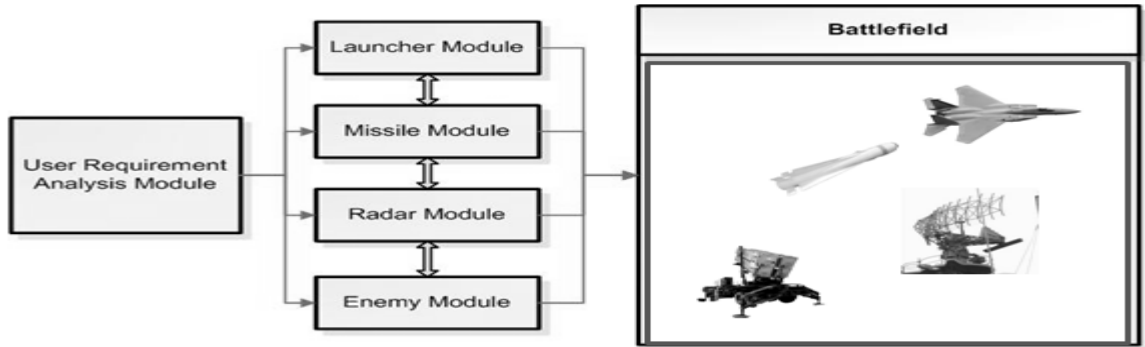 User Requirement
Analysis Module
Launcher Module
Missile Module
Radar Module
Enemy Module
Battlefield